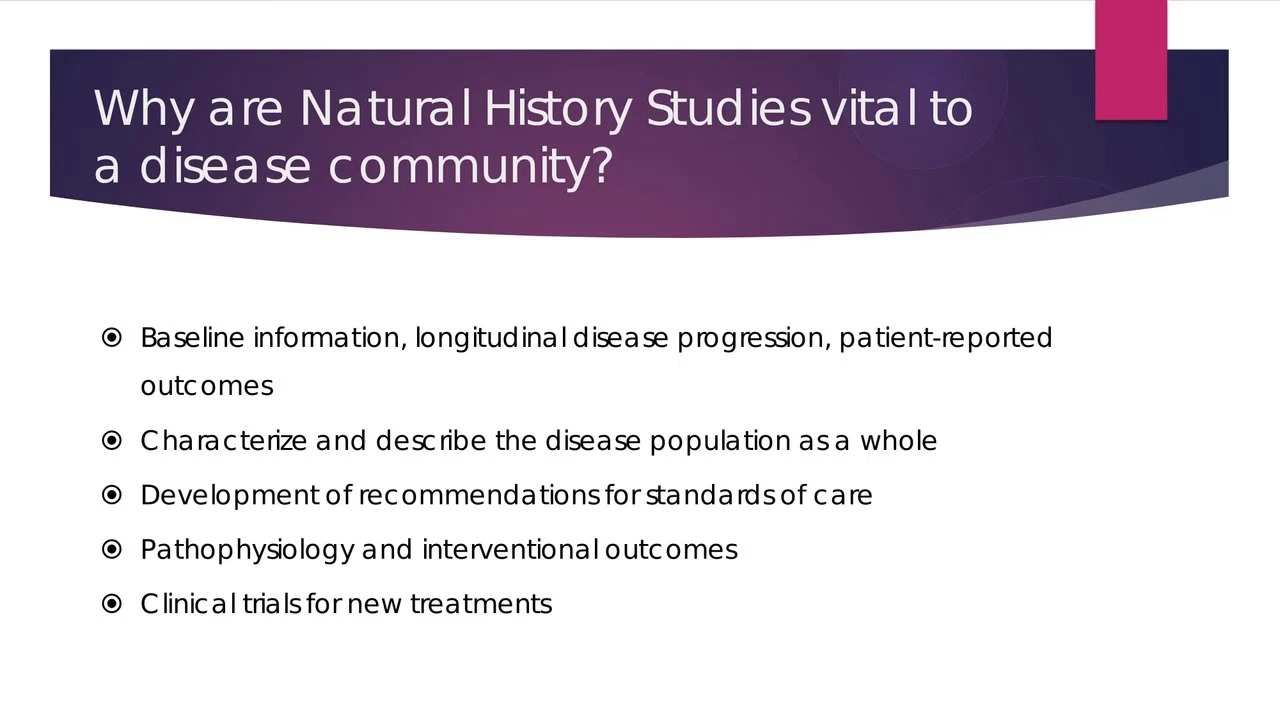 Why are Natural History Studies vital to
a disease community?
Baseline information, longitudinal disease progression, patient-reported
outcomes
Characterize and describe the disease population as a whole
Development of recommendations for standards of care
Pathophysiology and interventional outcomes
Clinical trials for new treatments